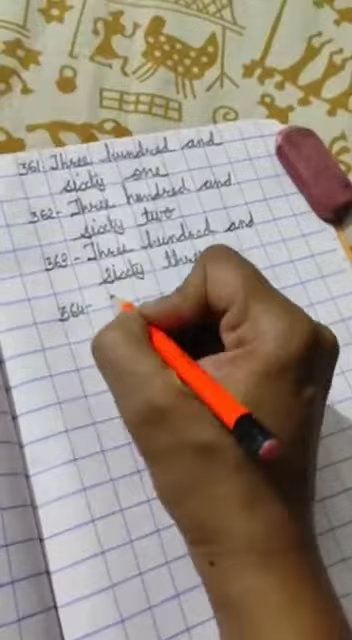 361- Three hundred and
sixty one
362- Three hundred and
sixty two
363- Three hundred and
sixty
364-